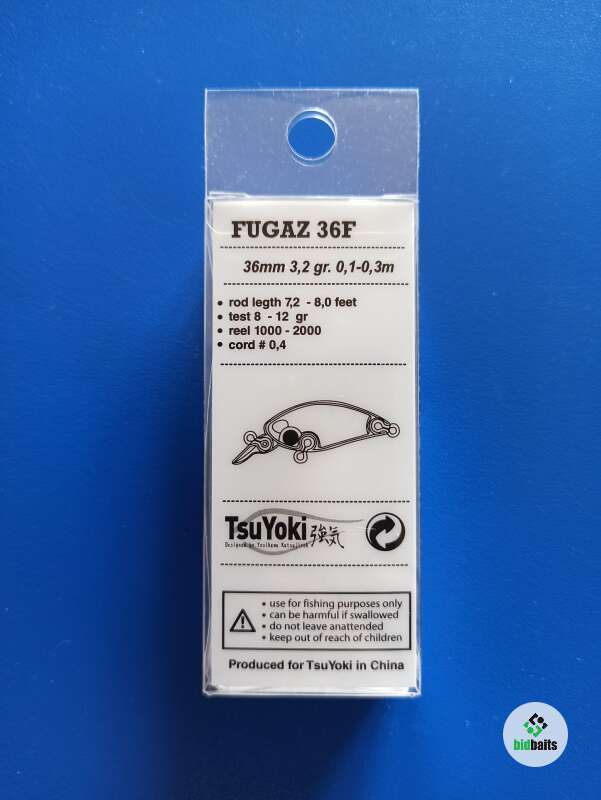 FUGAZ 36F
36mm 3,2 gr. 0,1-0,3m
• rod legth 7,2 - 8,0 feet
• test 8 - 12 gr
• reel 1000 - 2000
• cord # 0,4
TsuYoki 強気
Designed by
• use for fishing purposes only
• can be harmful if swallowed
• do not leave anattended
• keep out of reach of children
Produced for TsuYoki in China
bidbaits